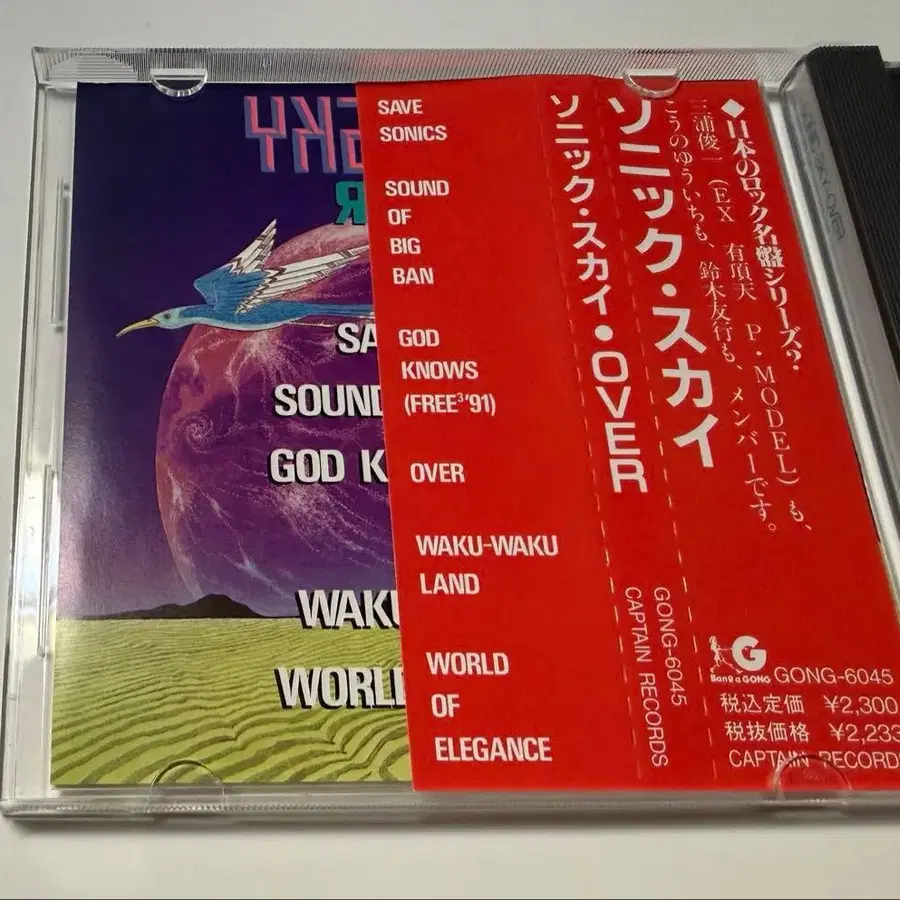 SAVE
SONICS
SOUND
OF
BIG
BAN
GOD
KNOWS
(FREE³'91)
OVER
WAKU-WAKU
LAND
WORLD
OF
ELEGANCE
ソニック・スカイ・OVER
GONG-6045
CAPTAIN RECORDS
ソニック・スカイ
◆日本のロック名盤シリーズ?
三浦俊一(EX 有頂天 P・MODEL)も、
こうのゆういちも、鈴木友行も、メンバーです。
G
Bang a GONG
GONG-6045
税込定価 ¥2,300
税抜価格 ¥2,233
CAPTAIN RECORDS
SA
SOUND
GOD K
WAKU
WORLD